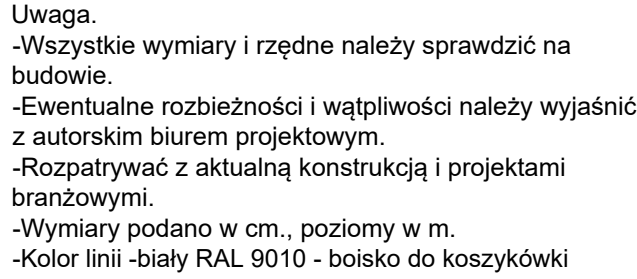 Uwaga.
-Wszystkie wymiary i rzędne należy sprawdzić na
budowie.
-Ewentualne rozbieżności i wątpliwości należy wyjaśnić
z autorskim biurem projektowym.
-Rozpatrywać z aktualną konstrukcją i projektami
branżowymi.
-Wymiary podano w cm., poziomy w m.
-Kolor linii -biały RAL 9010 - boisko do koszykówki